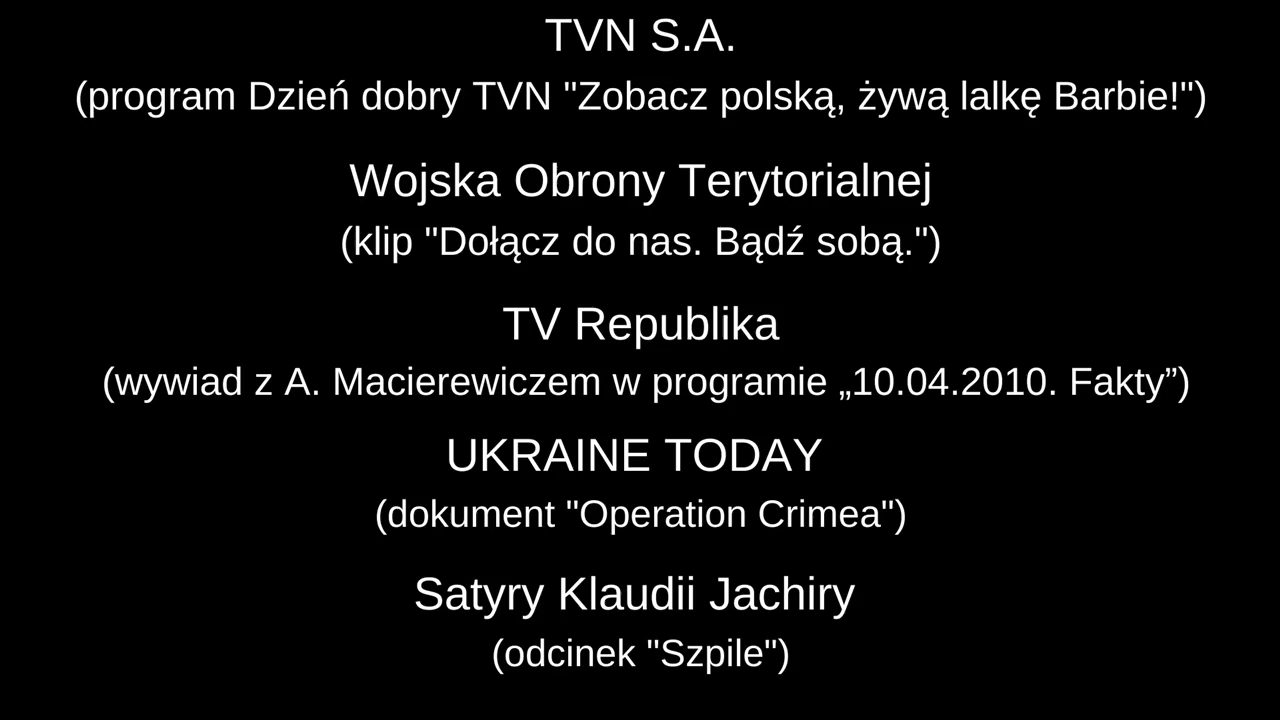 TVN S.A.
(program Dzień dobry TVN "Zobacz polską, żywą lalkę Barbie!")
Wojska Obrony Terytorialnej
(klip "Dołącz do nas. Bądź sobą.")
TV Republika
(wywiad z A. Macierewiczem w programie „10.04.2010. Fakty”)
UKRAINE TODAY
(dokument "Operation Crimea")
Satyry Klaudii Jachiry
(odcinek "Szpile")